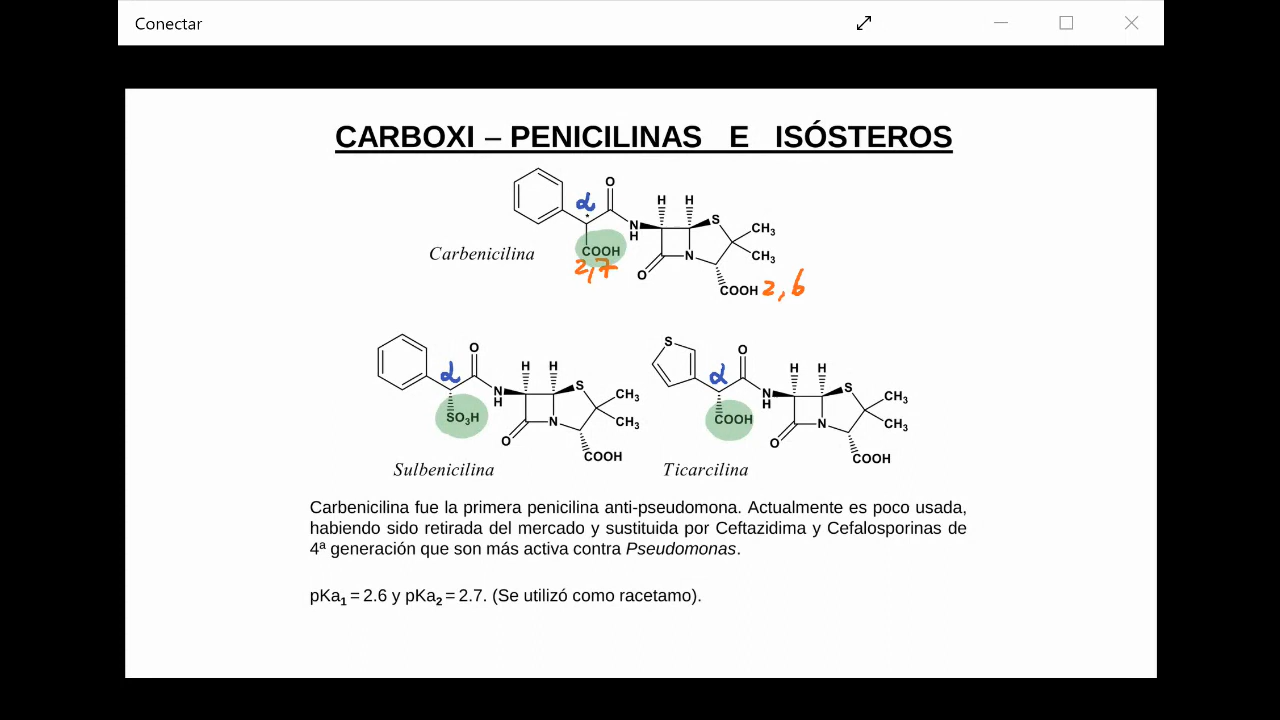 Conectar
CARBOXI – PENICILINAS E ISÓSTEROS
O
H H
α
S
CH₃
N
H
COOH
N
CH₃
Carbenicilina
2,7
O
COOH 2,6
S
O
O
H H
H H
α
α
S
CH₃
S
CH₃
N
H
N
H
SO₃H
N
CH₃
COOH
N
CH₃
O
O
COOH
COOH
Sulbenicilina
Ticarcilina
Carbenicilina fue la primera penicilina anti-pseudomona. Actualmente es poco usada,
habiendo sido retirada del mercado y sustituida por Ceftazidima y Cefalosporinas de
4ª generación que son más activa contra Pseudomonas.
pKa₁ = 2.6 y pKa₂ = 2.7. (Se utilizó como racetamo).